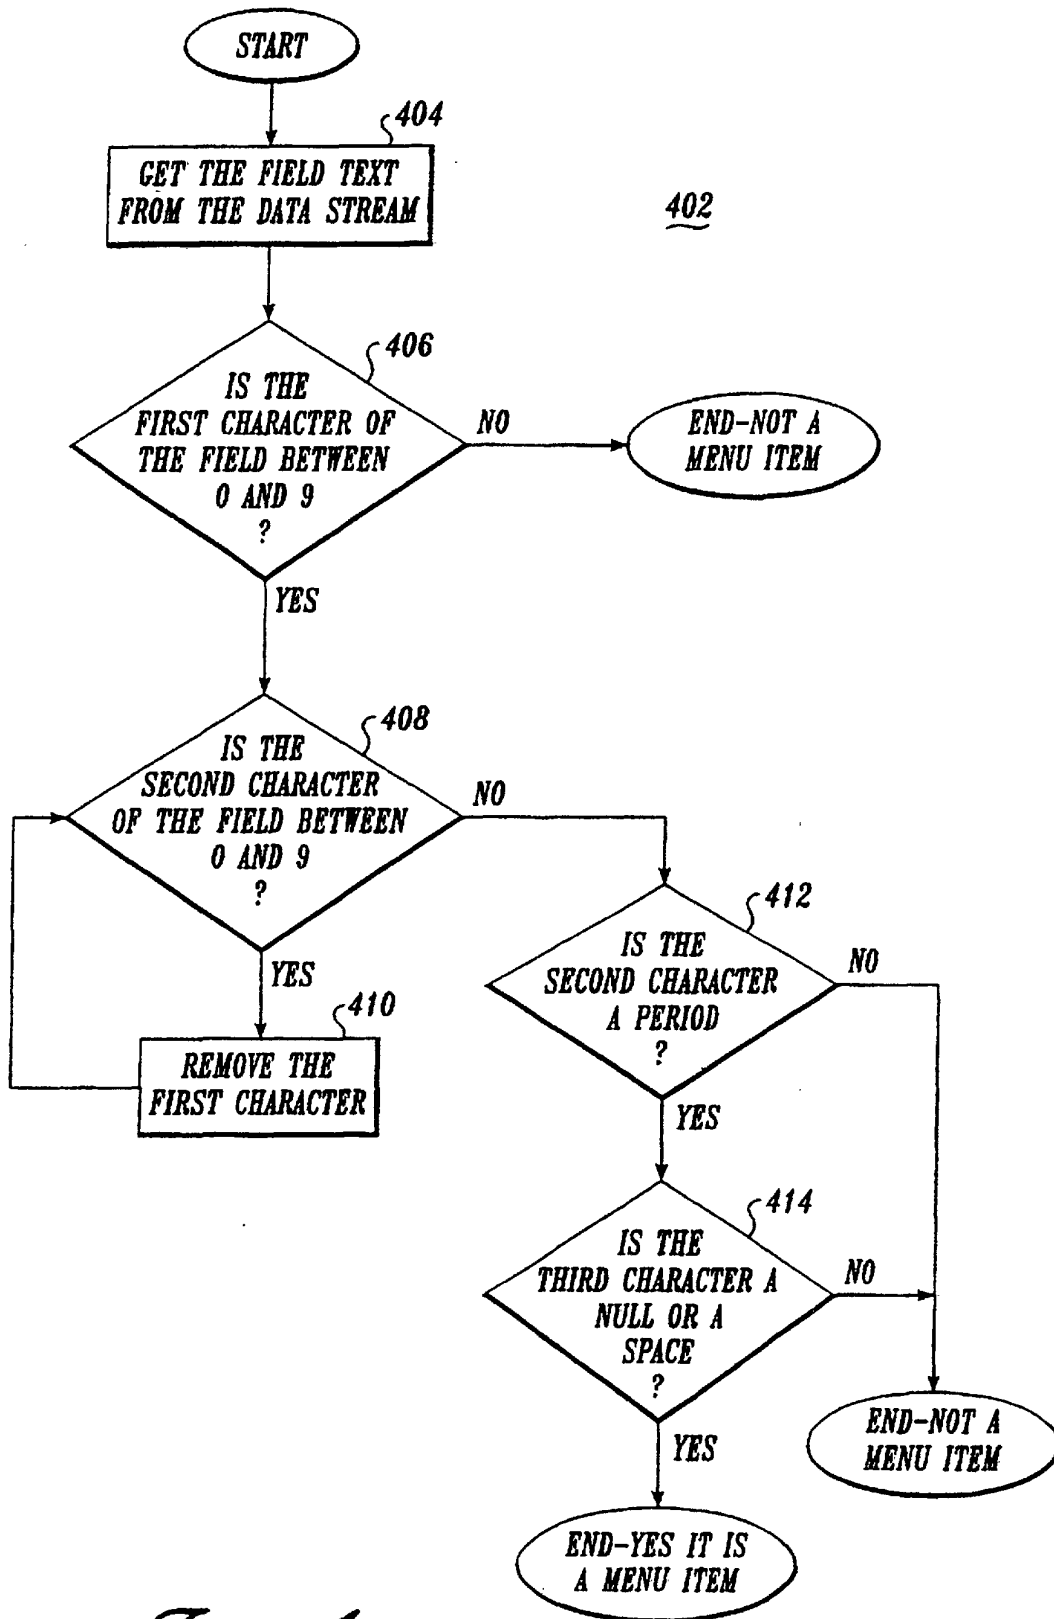 START
404
GET THE FIELD TEXT
FROM THE DATA STREAM
402
406
IS THE
FIRST CHARACTER OF
THE FIELD BETWEEN
0 AND 9
?
NO
END-NOT A
MENU ITEM
YES
408
IS THE
SECOND CHARACTER
OF THE FIELD BETWEEN
0 AND 9
?
NO
YES
410
REMOVE THE
FIRST CHARACTER
412
IS THE
SECOND CHARACTER
A PERIOD
?
NO
YES
414
IS THE
THIRD CHARACTER A
NULL OR A
SPACE
?
NO
YES
END-NOT A
MENU ITEM
END-YES IT IS
A MENU ITEM